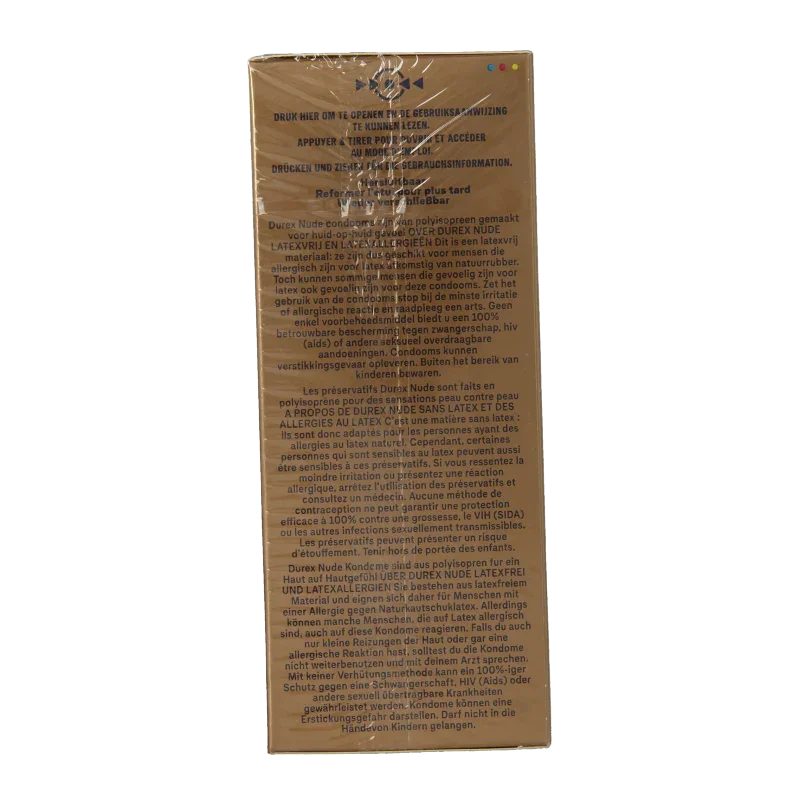 DRUK HIER OM TE OPENEN EN DE GEBRUIKSAANWIJZING
TE KUNNEN LEZEN.
APPUYER & TIRER POUR OUVRIR ET ACCÉDER
AU MODE D'EMPLOI.
DRÜCKEN UND ZIEHEN FÜR DIE GEBRAUCHSINFORMATION.
Hersluitbaar
Refermer l'étui pour plus tard
Wieder verschließbar
Durex Nude condooms zijn van polyisopreen gemaakt
voor huid-op-huid gevoel OVER DUREX NUDE
LATEXVRIJ EN LATEXALLERGIEËN Dit is een latexvrij
materiaal: ze zijn dus geschikt voor mensen die
allergisch zijn voor latex afkomstig van natuurrubber.
Toch kunnen sommige mensen die gevoelig zijn voor
latex ook gevoelig zijn voor deze condooms. Zet het
gebruik van de condooms stop bij de minste irritatie
of allergische reactie en raadpleeg een arts. Geen
enkel voorbehoedsmiddel biedt u een 100%
betrouwbare bescherming tegen zwangerschap, hiv
(aids) of andere seksueel overdraagbare
aandoeningen. Condooms kunnen
verstikkingsgevaar opleveren. Buiten het bereik van
kinderen bewaren.
Les préservatifs Durex Nude sont faits en
polyisoprène pour des sensations peau contre peau
A PROPOS DE DUREX NUDE SANS LATEX ET DES
ALLERGIES AU LATEX C'est une matière sans latex :
ils sont donc adaptés pour les personnes ayant des
allergies au latex naturel. Cependant, certaines
personnes qui sont sensibles au latex peuvent aussi
être sensibles à ces préservatifs. Si vous ressentez la
moindre irritation ou présentez une réaction
allergique, arrêtez l'utilisation des préservatifs et
consultez un médecin. Aucune méthode de
contraception ne peut garantir une protection
efficace à 100% contre une grossesse, le VIH (SIDA)
ou les autres infections sexuellement transmissibles.
Les préservatifs peuvent présenter un risque
d'étouffement. Tenir hors de portée des enfants.
Durex Nude Kondome sind aus polyisopren fur ein
Haut auf Hautgefühl ÜBER DUREX NUDE LATEXFREI
UND LATEXALLERGIEN Sie bestehen aus latexfreiem
Material und eignen sich daher für Menschen mit
einer Allergie gegen Naturkautschuklatex. Allerdings
können manche Menschen, die auf Latex allergisch
sind, auch auf diese Kondome reagieren. Falls du auch
nur kleine Reizungen der Haut oder gar eine
allergische Reaktion hast, solltest du die Kondome
nicht weiterbenutzen und mit deinem Arzt sprechen.
Mit keiner Verhütungsmethode kann ein 100%-iger
Schutz gegen eine Schwangerschaft, HIV (Aids) oder
andere sexuell übertragbare Krankheiten
gewährleistet werden. Kondome können eine
Erstickungsgefahr darstellen. Darf nicht in die
Händevon Kindern gelangen.